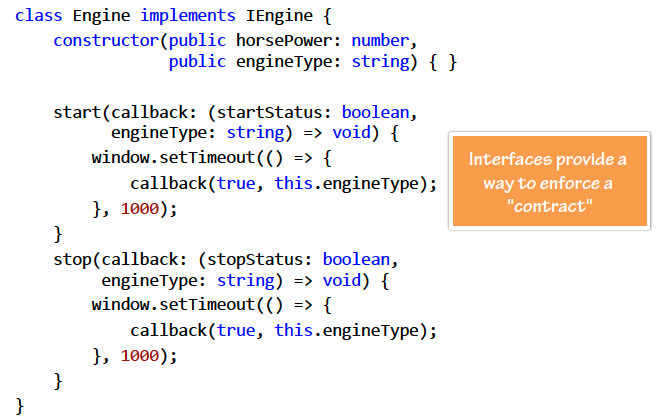 class Engine implements IEngine {
    constructor(public horsePower: number,
                public engineType: string) { }
    start(callback: (startStatus: boolean,
          engineType: string) => void) {
        window.setTimeout(() => {
            callback(true, this.engineType);
        }, 1000);
    }
    stop(callback: (stopStatus: boolean,
         engineType: string) => void) {
        window.setTimeout(() => {
            callback(true, this.engineType);
        }, 1000);
    }
}
Interfaces provide a
way to enforce a
"contract"